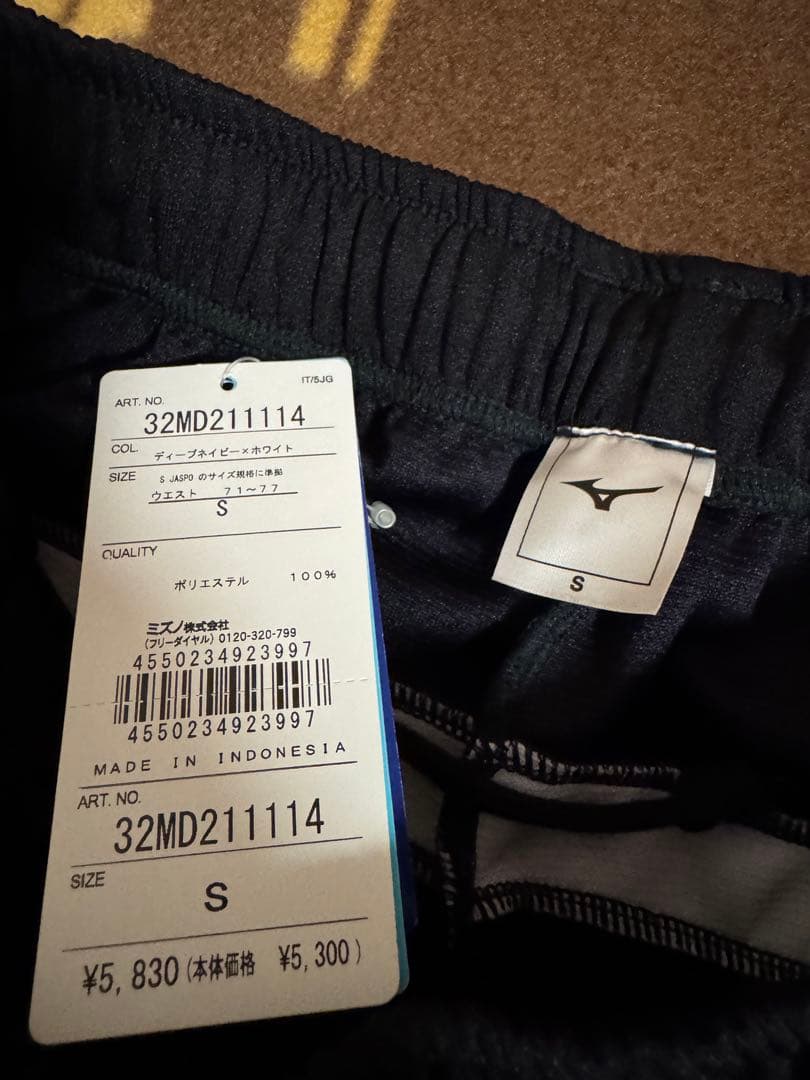 IT/5JG
ART. NO.
32MD211114
COL.
ディープネイビー×ホワイト
SIZE
S JASPO のサイズ規格に準拠
ウエスト 71~77
S
QUALITY
ポリエステル 100%
ミズノ株式会社
(フリーダイヤル) 0120-320-799
4550234923997
4550234923997
MADE IN INDONESIA
ART. NO.
32MD211114
SIZE
S
¥5,830(本体価格 ¥5,300)
S